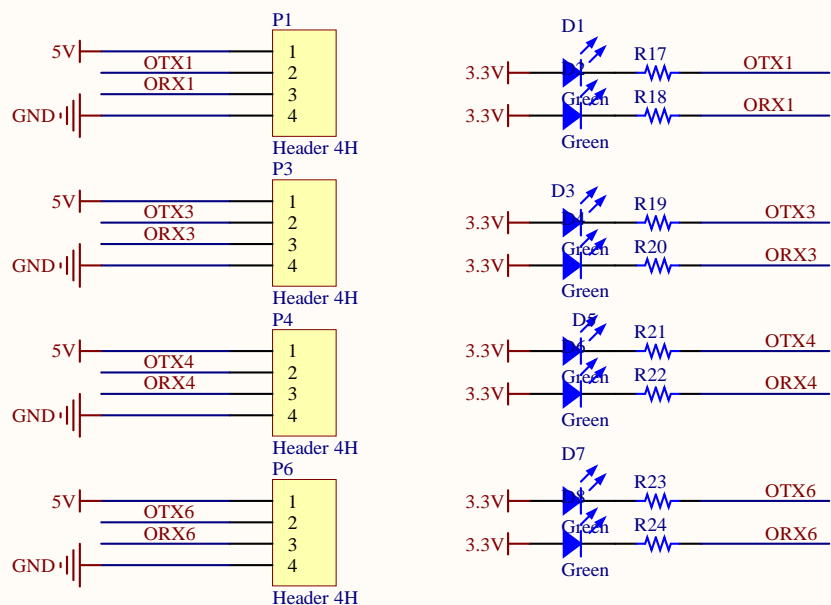 P1
5V
1
OTX1
2
ORX1
3
GND
4
Header 4H
P3
5V
1
OTX3
2
ORX3
3
GND
4
Header 4H
P4
5V
1
OTX4
2
ORX4
3
GND
4
Header 4H
P6
5V
1
OTX6
2
ORX6
3
GND
4
Header 4H
D1
3.3V
R17
OTX1
D2
Green
3.3V
R18
ORX1
Green
D3
3.3V
R19
OTX3
Green
3.3V
R20
ORX3
Green
D5
3.3V
R21
OTX4
D6
Green
3.3V
R22
ORX4
Green
D7
3.3V
R23
OTX6
D8
Green
3.3V
R24
ORX6
Green